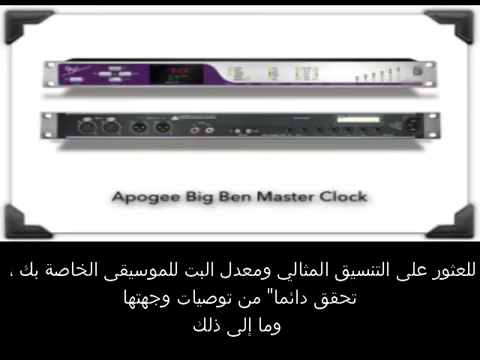 Apogee Big Ben Master Clock
للعثور على التنسيق المثالي ومعدل البت للموسيقى الخاصة بك ،
تحقق دائما" من توصيات وجهتها
وما إلى ذلك